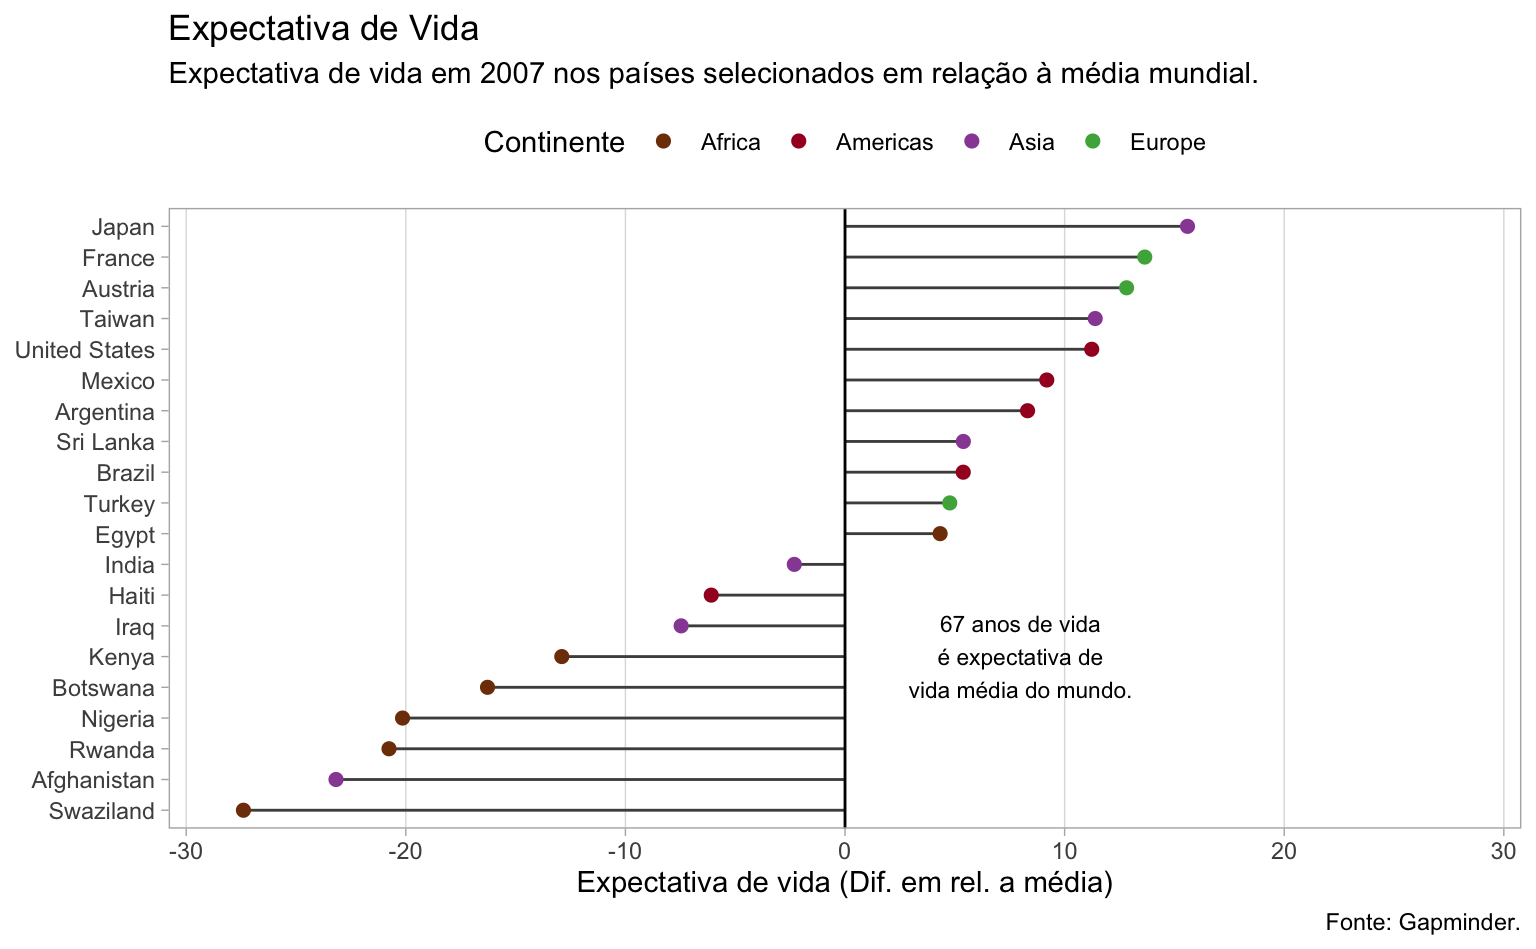 Expectativa de Vida
Expectativa de vida em 2007 nos países selecionados em relação à média mundial.
Continente Africa Americas Asia Europe
Japan
France
Austria
Taiwan
United States
Mexico
Argentina
Sri Lanka
Brazil
Turkey
Egypt
India
Haiti
Iraq
Kenya
Botswana
Nigeria
Rwanda
Afghanistan
Swaziland
67 anos de vida
é expectativa de
vida média do mundo.
-30 -20 -10 0 10 20 30
Expectativa de vida (Dif. em rel. a média)
Fonte: Gapminder.